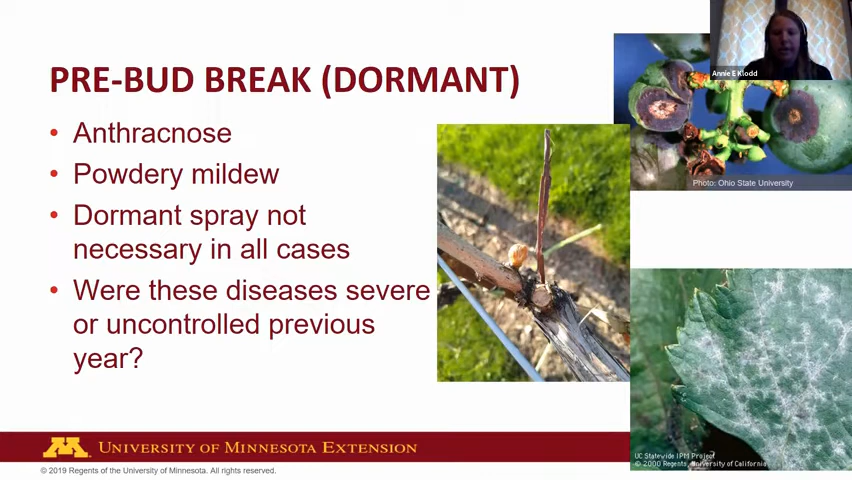 PRE-BUD BREAK (DORMANT)
Annie E Klodd
• Anthracnose
• Powdery mildew
• Dormant spray not
necessary in all cases
• Were these diseases severe
or uncontrolled previous
year?
Photo: Ohio State University
UC Statewide IPM Project
© 2000 Regents, University of California
M UNIVERSITY OF MINNESOTA EXTENSION
© 2019 Regents of the University of Minnesota. All rights reserved.